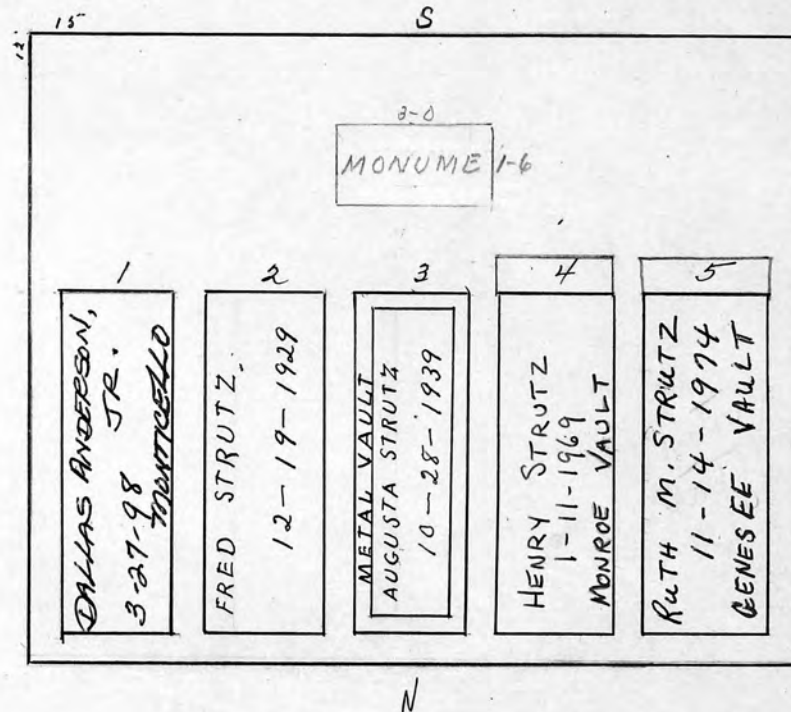 15
S
12
3-0
MONUME
1-6
1
2
3
4
5
DALLAS ANDERSON,
JR.
3-27-98
MONTICELLO
FRED STRUTZ.
12-19-1929
METAL VAULT
AUGUSTA STRUTZ
10-28-1939
HENRY STRUTZ
1-11-1969
MONROE VAULT
RUTH M. STRUTZ
11-14-1974
GENESEE VAULT
N